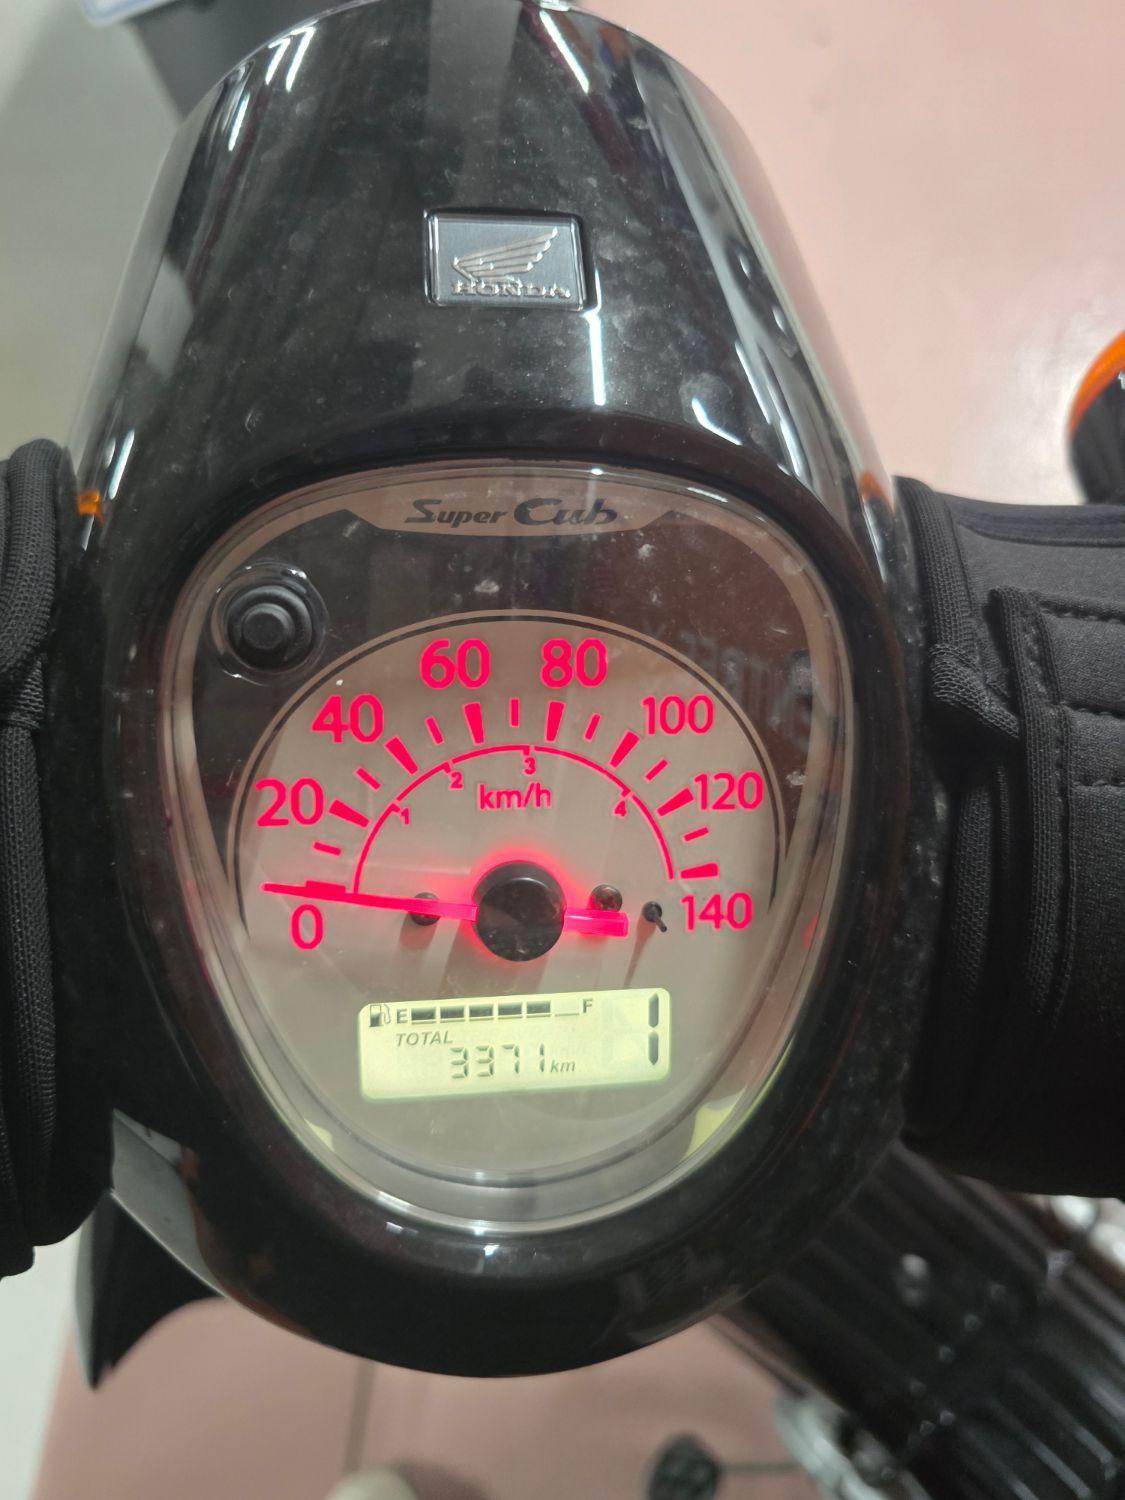 HONDA
Super Cub
60 80
40 100
20 120
1 2 3 4
km/h
0 140
E F 1
TOTAL
3371 km